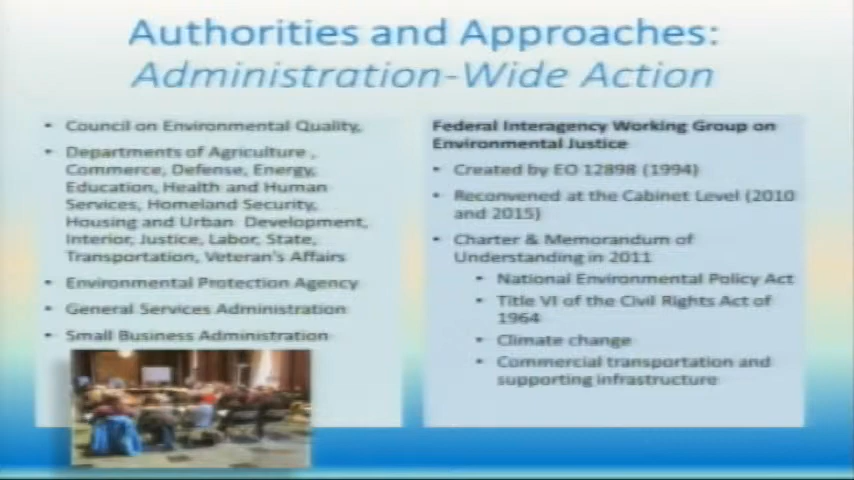 Authorities and Approaches:
Administration-Wide Action
• Council on Environmental Quality,
• Departments of Agriculture ,
Commerce, Defense, Energy,
Education, Health and Human
Services, Homeland Security,
Housing and Urban Development,
Interior, Justice, Labor, State,
Transportation, Veteran's Affairs
• Environmental Protection Agency
• General Services Administration
• Small Business Administration
Federal Interagency Working Group on
Environmental Justice
• Created by EO 12898 (1994)
• Reconvened at the Cabinet Level (2010
and 2015)
• Charter & Memorandum of
Understanding in 2011
• National Environmental Policy Act
• Title VI of the Civil Rights Act of
1964
• Climate change
• Commercial transportation and
supporting infrastructure